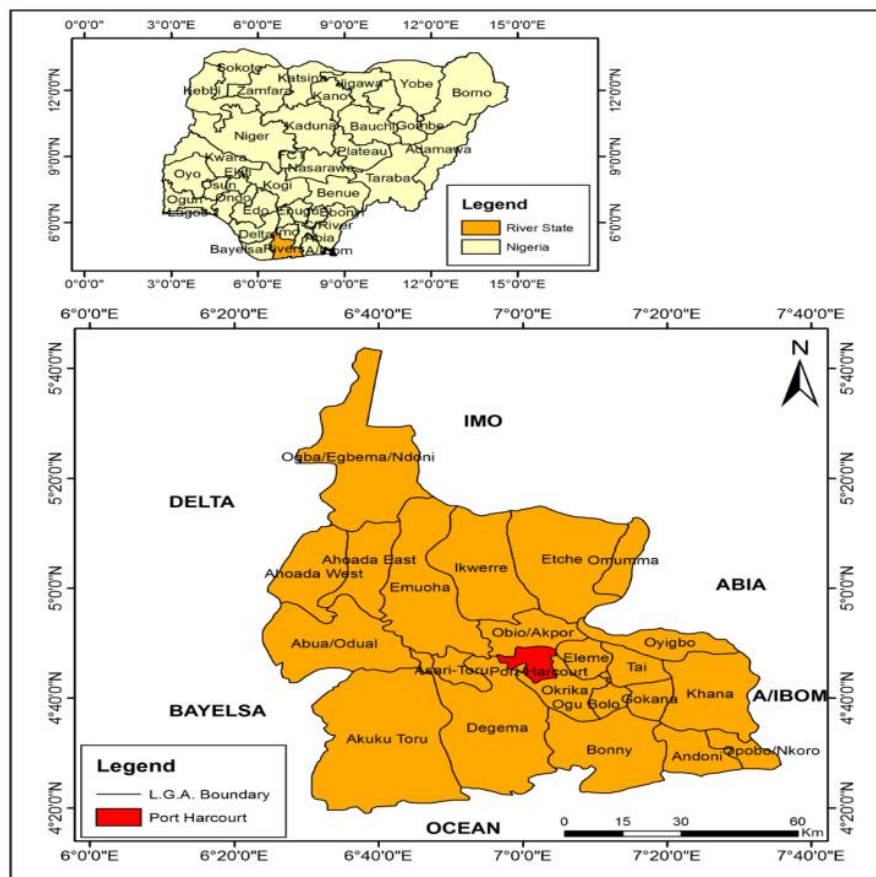 0°0'0" 3°0'0"E 6°0'0"E 9°0'0"E 12°0'0"E 15°0'0"E
12°0'0"N
9°0'0"N
6°0'0"N
12°0'0"N
9°0'0"N
6°0'0"N
Sokoto
Katsina
Jigawa
Yobe
Kebbi
Zamfara
Kano
Borno
Kaduna
Bauchi
Gombe
Niger
Adamawa
Plateau
Kwara
FCT
Nasarawa
Oyo
Ekiti
Taraba
Osun
Kogi
Benue
Ogun
Ondo
Lagos
Edo
Enugu
Ebonyi
River
Delta
Imo
Abia
Bayelsa
Rivers
A/Ibom
Legend
River State
Nigeria
0°0'0" 3°0'0"E 6°0'0"E 9°0'0"E 12°0'0"E 15°0'0"E
6°0'0"E 6°20'0"E 6°40'0"E 7°0'0"E 7°20'0"E 7°40'0"E
5°40'0"N
5°20'0"N
5°0'0"N
4°40'0"N
4°20'0"N
5°40'0"N
5°20'0"N
5°0'0"N
4°40'0"N
4°20'0"N
N
IMO
Ogba/Egbema/Ndoni
DELTA
Ahoada East
Ahoada West
Emuoha
Ikwerre
Etche
Omumma
ABIA
Obio/Akpor
Oyigbo
Abua/Odual
Eleme
Tai
Asari-Toru
Port Harcourt
Okrika
Gokana
Khana
A/IBOM
Ogu Bolo
BAYELSA
Akuku Toru
Degema
Bonny
Andoni
Opobo/Nkoro
Legend
L.G.A. Boundary
Port Harcourt
OCEAN
0 15 30 60
Km
6°0'0"E 6°20'0"E 6°40'0"E 7°0'0"E 7°20'0"E 7°40'0"E